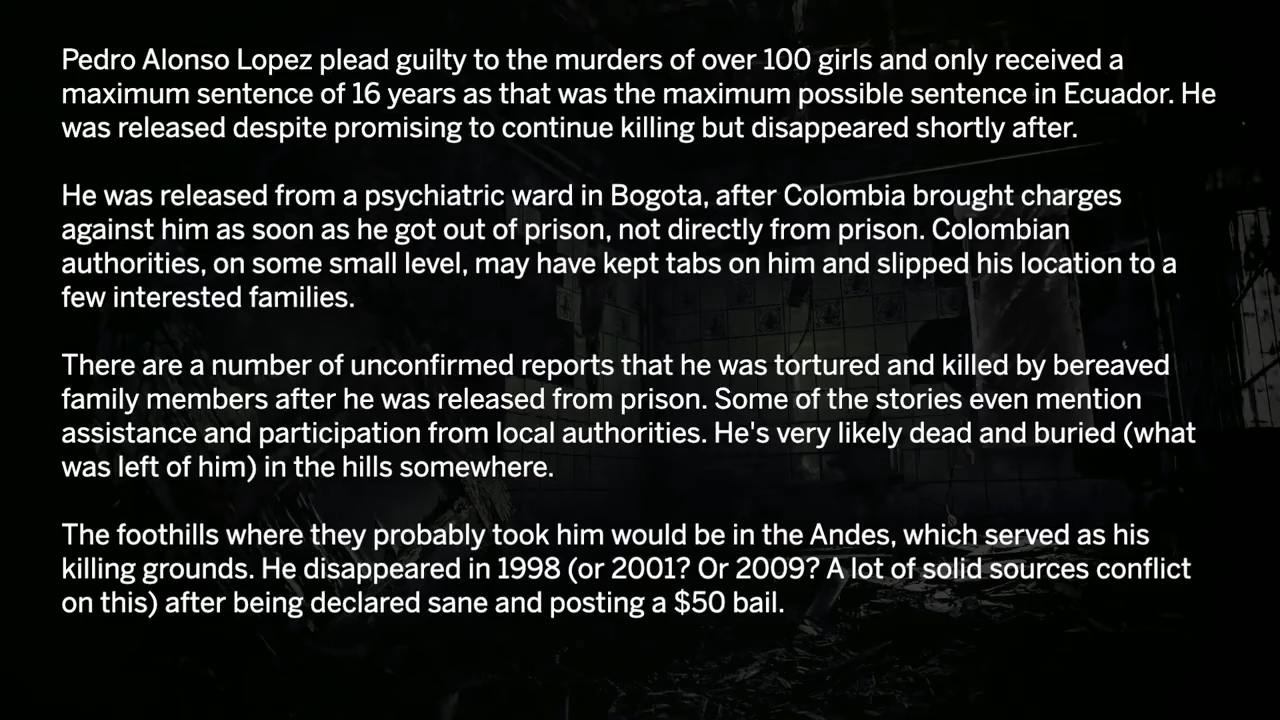 Pedro Alonso Lopez plead guilty to the murders of over 100 girls and only received a
maximum sentence of 16 years as that was the maximum possible sentence in Ecuador. He
was released despite promising to continue killing but disappeared shortly after.
He was released from a psychiatric ward in Bogota, after Colombia brought charges
against him as soon as he got out of prison, not directly from prison. Colombian
authorities, on some small level, may have kept tabs on him and slipped his location to a
few interested families.
There are a number of unconfirmed reports that he was tortured and killed by bereaved
family members after he was released from prison. Some of the stories even mention
assistance and participation from local authorities. He's very likely dead and buried (what
was left of him) in the hills somewhere.
The foothills where they probably took him would be in the Andes, which served as his
killing grounds. He disappeared in 1998 (or 2001? Or 2009? A lot of solid sources conflict
on this) after being declared sane and posting a $50 bail.